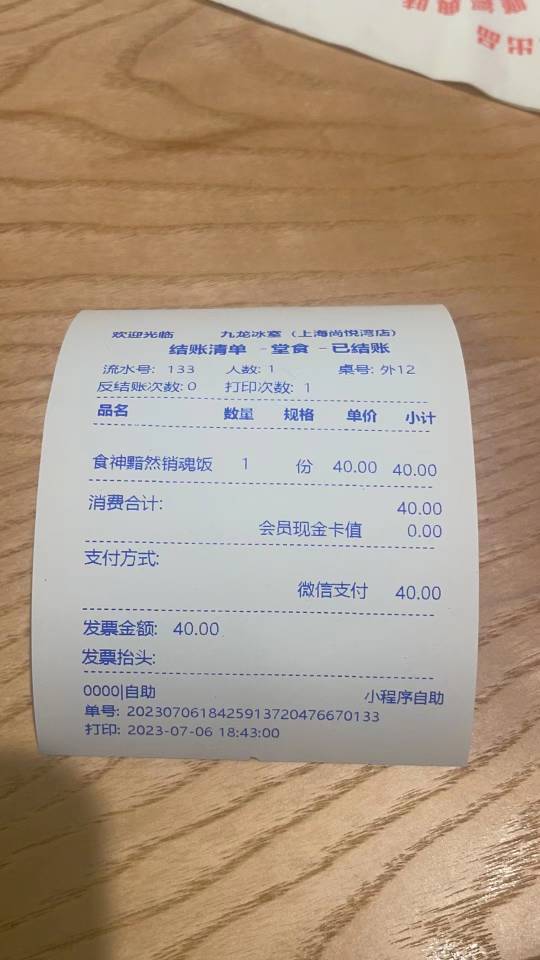 出品
欢迎光临 九龙冰室（上海尚悦湾店）
结账清单 -堂食 -已结账
流水号: 133 人数: 1 桌号: 外12
反结账次数: 0 打印次数: 1
品名 数量 规格 单价 小计
食神黯然销魂饭 1 份 40.00 40.00
消费合计: 40.00
会员现金卡值 0.00
支付方式:
微信支付 40.00
发票金额: 40.00
发票抬头:
0000|自助 小程序自助
单号: 2023070618425913720476670133
打印: 2023-07-06 18:43:00